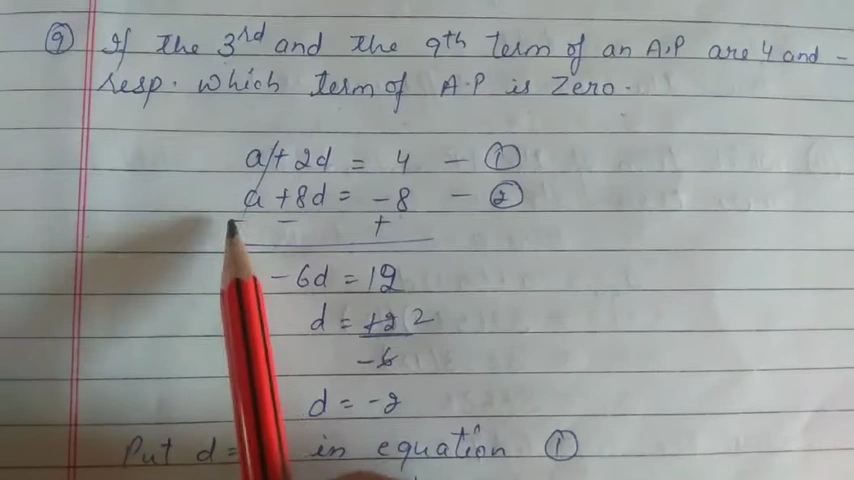 9 If the 3rd and the 9th term of an A.P are 4 and -
resp. which term of A.P is Zero.
a + 2d = 4 - 1
a + 8d = -8 - 2
- - +
-6d = 12
d = 12 2
-6
d = -2
Put d = in equation 1